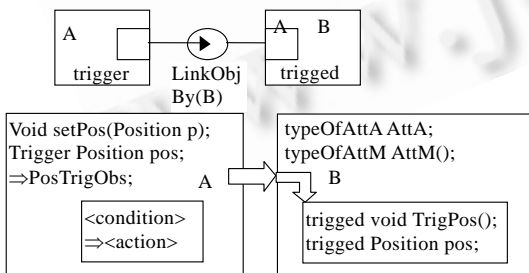 A
A B
trigger
LinkObj
By(B)
trigged
Void setPos(Position p);
Trigger Position pos;
⇒PosTrigObs;
A
<condition>
⇒<action>
typeOfAttA AttA;
typeOfAttM AttM();
B
trigged void TrigPos();
trigged Position pos;